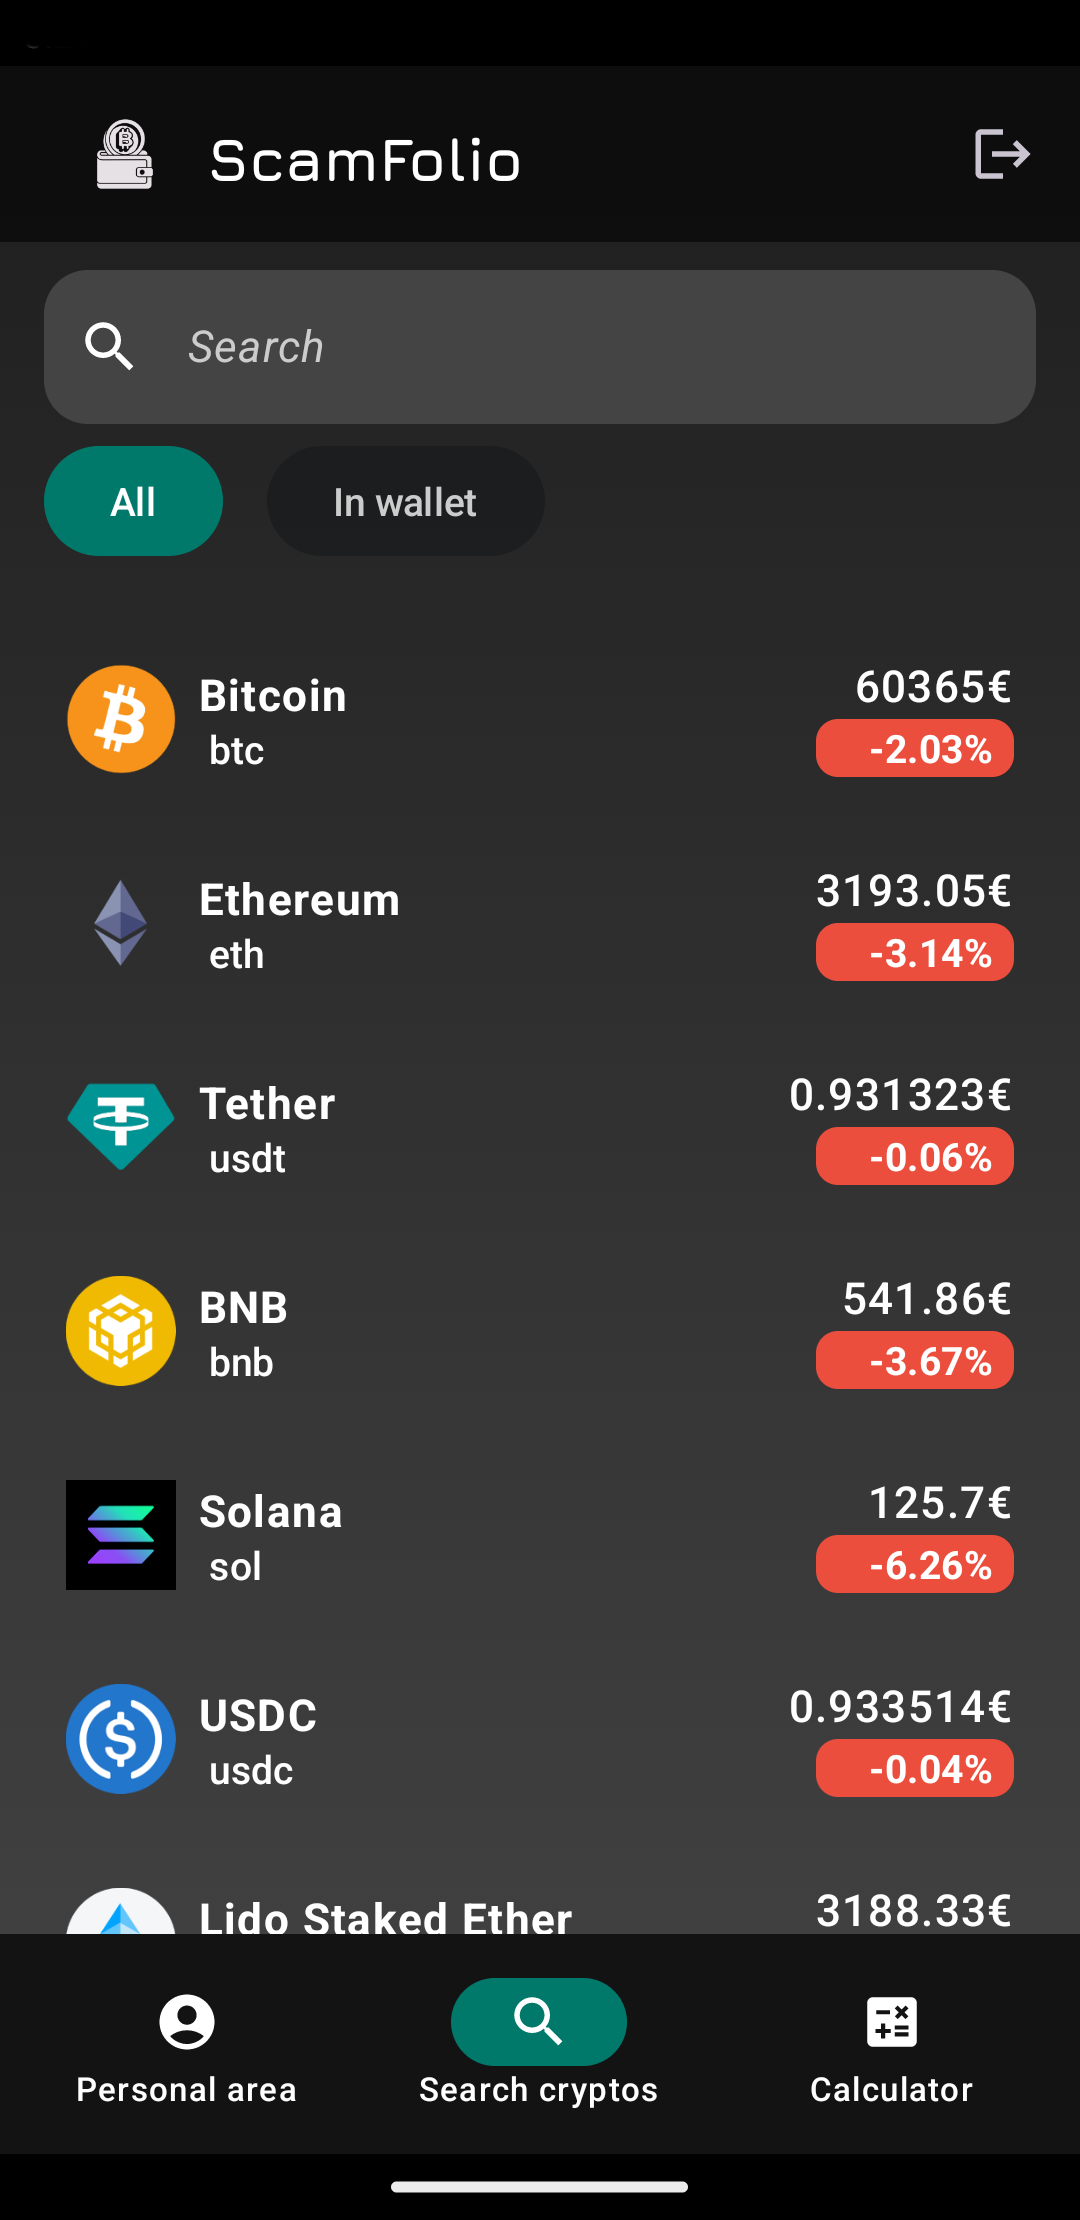 ScamFolio
Search
All
In wallet
Bitcoin
60365€
btc
-2.03%
Ethereum
3193.05€
eth
-3.14%
Tether
0.931323€
usdt
-0.06%
BNB
541.86€
bnb
-3.67%
Solana
125.7€
sol
-6.26%
USDC
0.933514€
usdc
-0.04%
Lido Staked Ether
3188.33€
Personal area
Search cryptos
Calculator